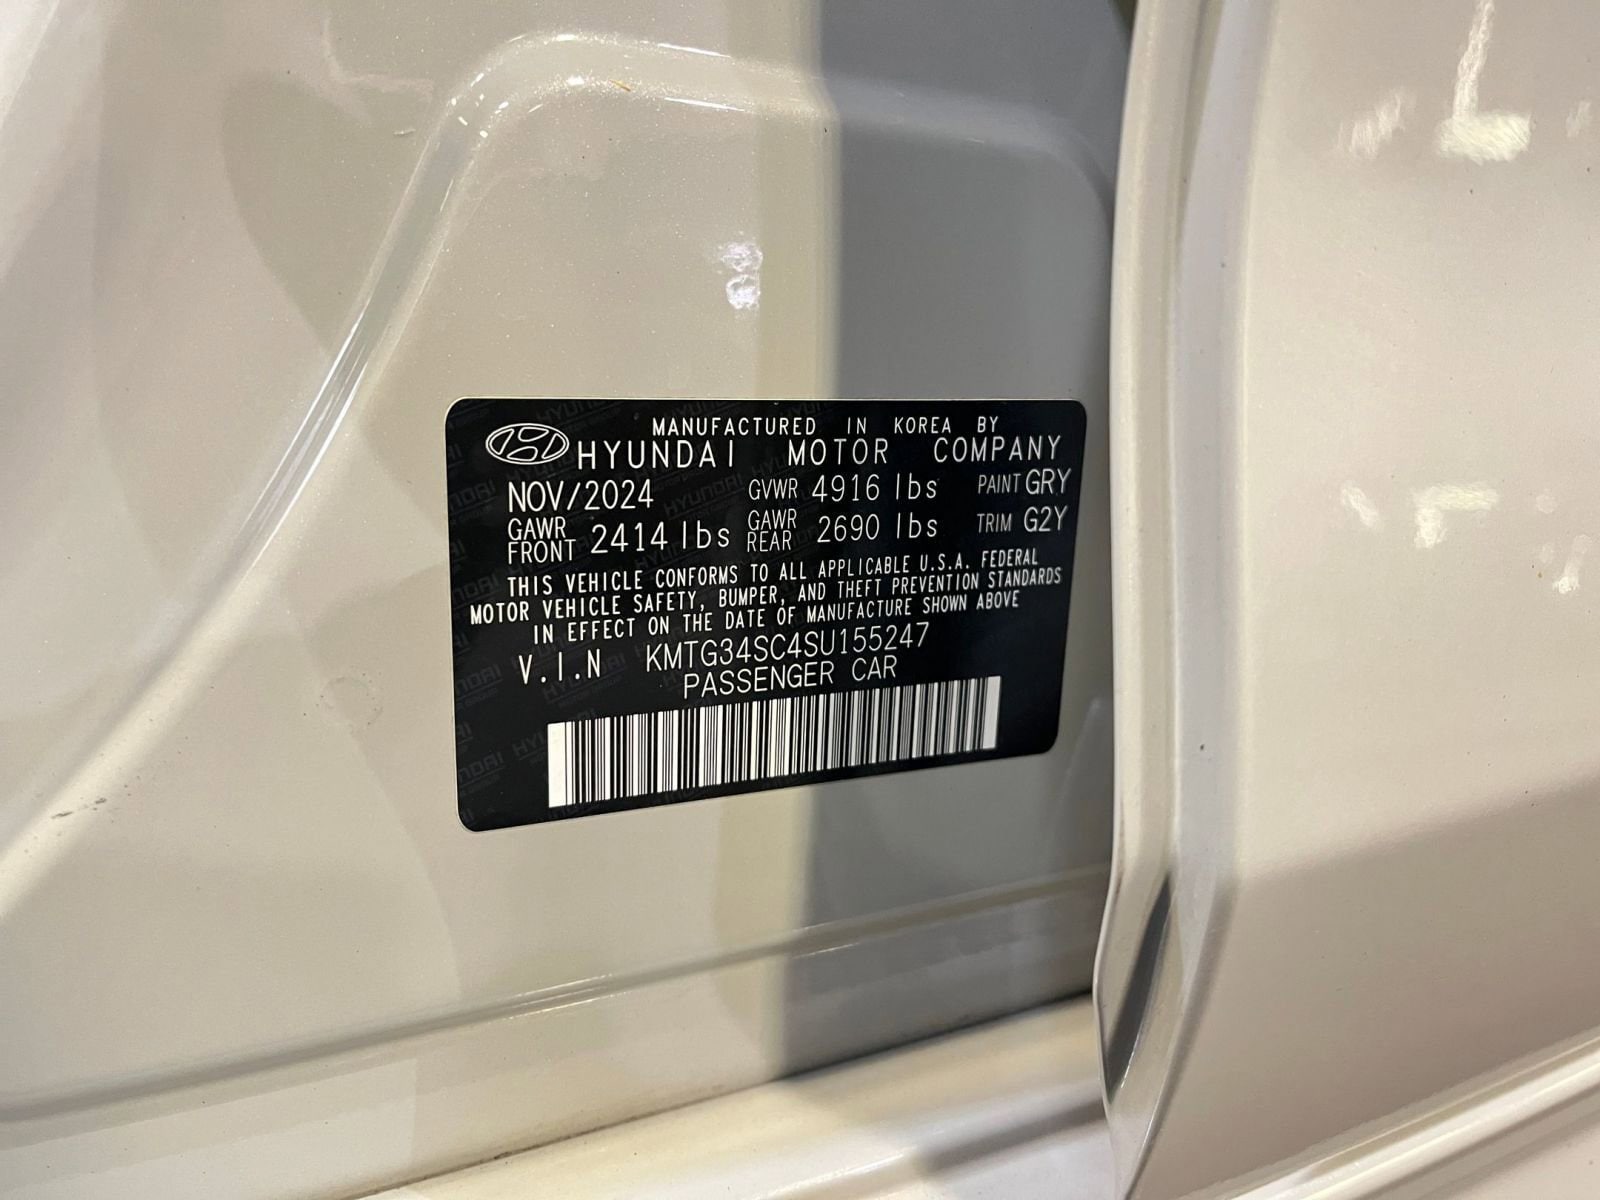 MANUFACTURED IN KOREA BY
HYUNDAI MOTOR COMPANY
NOV/2024 GVWR 4916 lbs PAINT GRY
GAWR FRONT 2414 lbs GAWR REAR 2690 lbs TRIM G2Y
THIS VEHICLE CONFORMS TO ALL APPLICABLE U.S.A. FEDERAL
MOTOR VEHICLE SAFETY, BUMPER, AND THEFT PREVENTION STANDARDS
IN EFFECT ON THE DATE OF MANUFACTURE SHOWN ABOVE
V.I.N KMTG34SC4SU155247
PASSENGER CAR